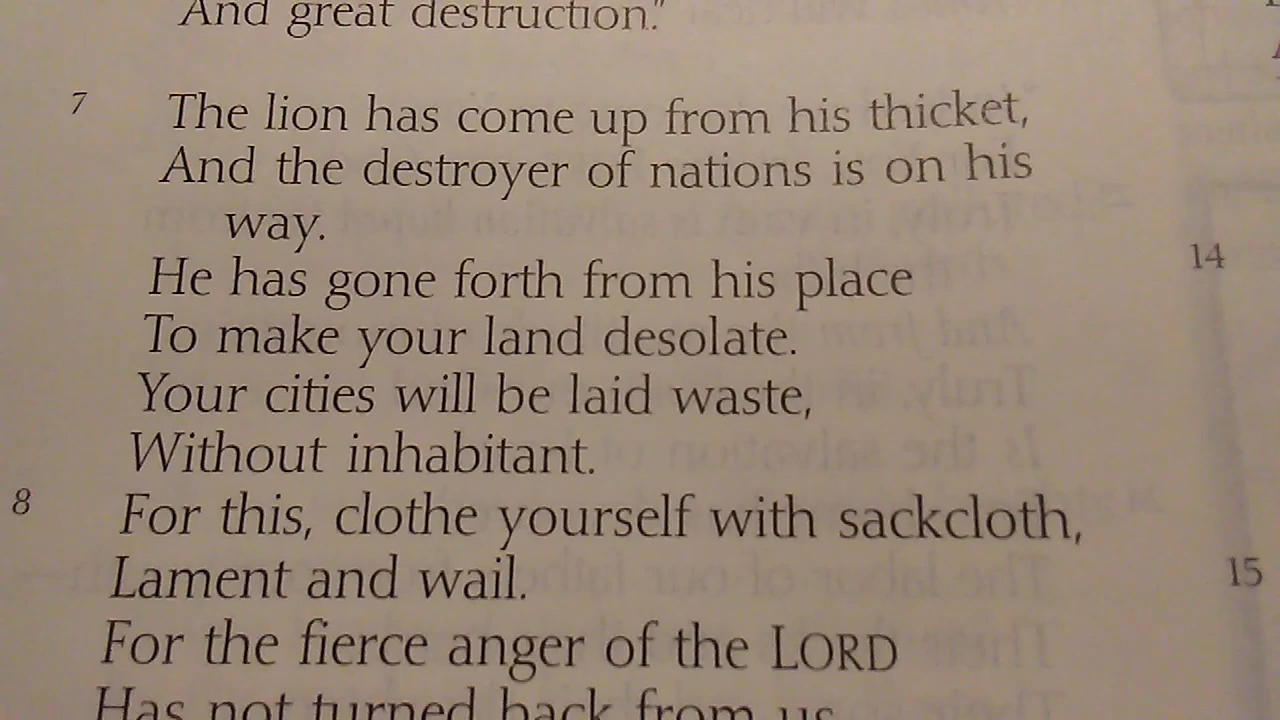 And great destruction."
7 The lion has come up from his thicket,
And the destroyer of nations is on his
way.
He has gone forth from his place
To make your land desolate.
Your cities will be laid waste,
Without inhabitant.
8 For this, clothe yourself with sackcloth,
Lament and wail.
For the fierce anger of the LORD
Has not turned back from us.
14
15